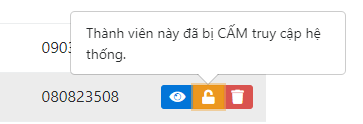 Thành viên này đã bị CẤM truy cập hệ
thống.
0903
080823508